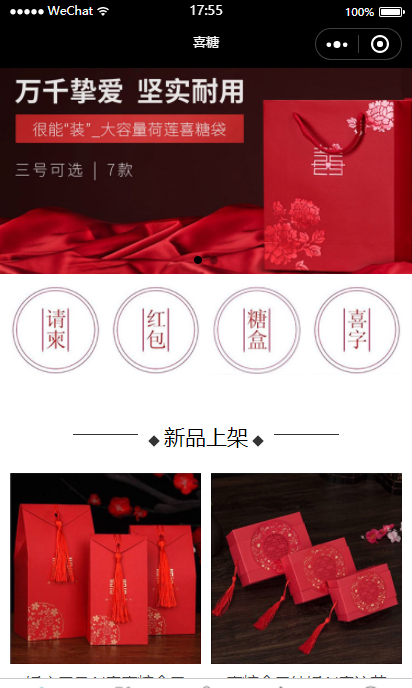 WeChat
17:55
100%
喜糖
万千挚爱 坚实耐用
很能“装”_大容量荷莲喜糖袋
三号可选 | 7款
请柬
红包
糖盒
喜字
新品上架